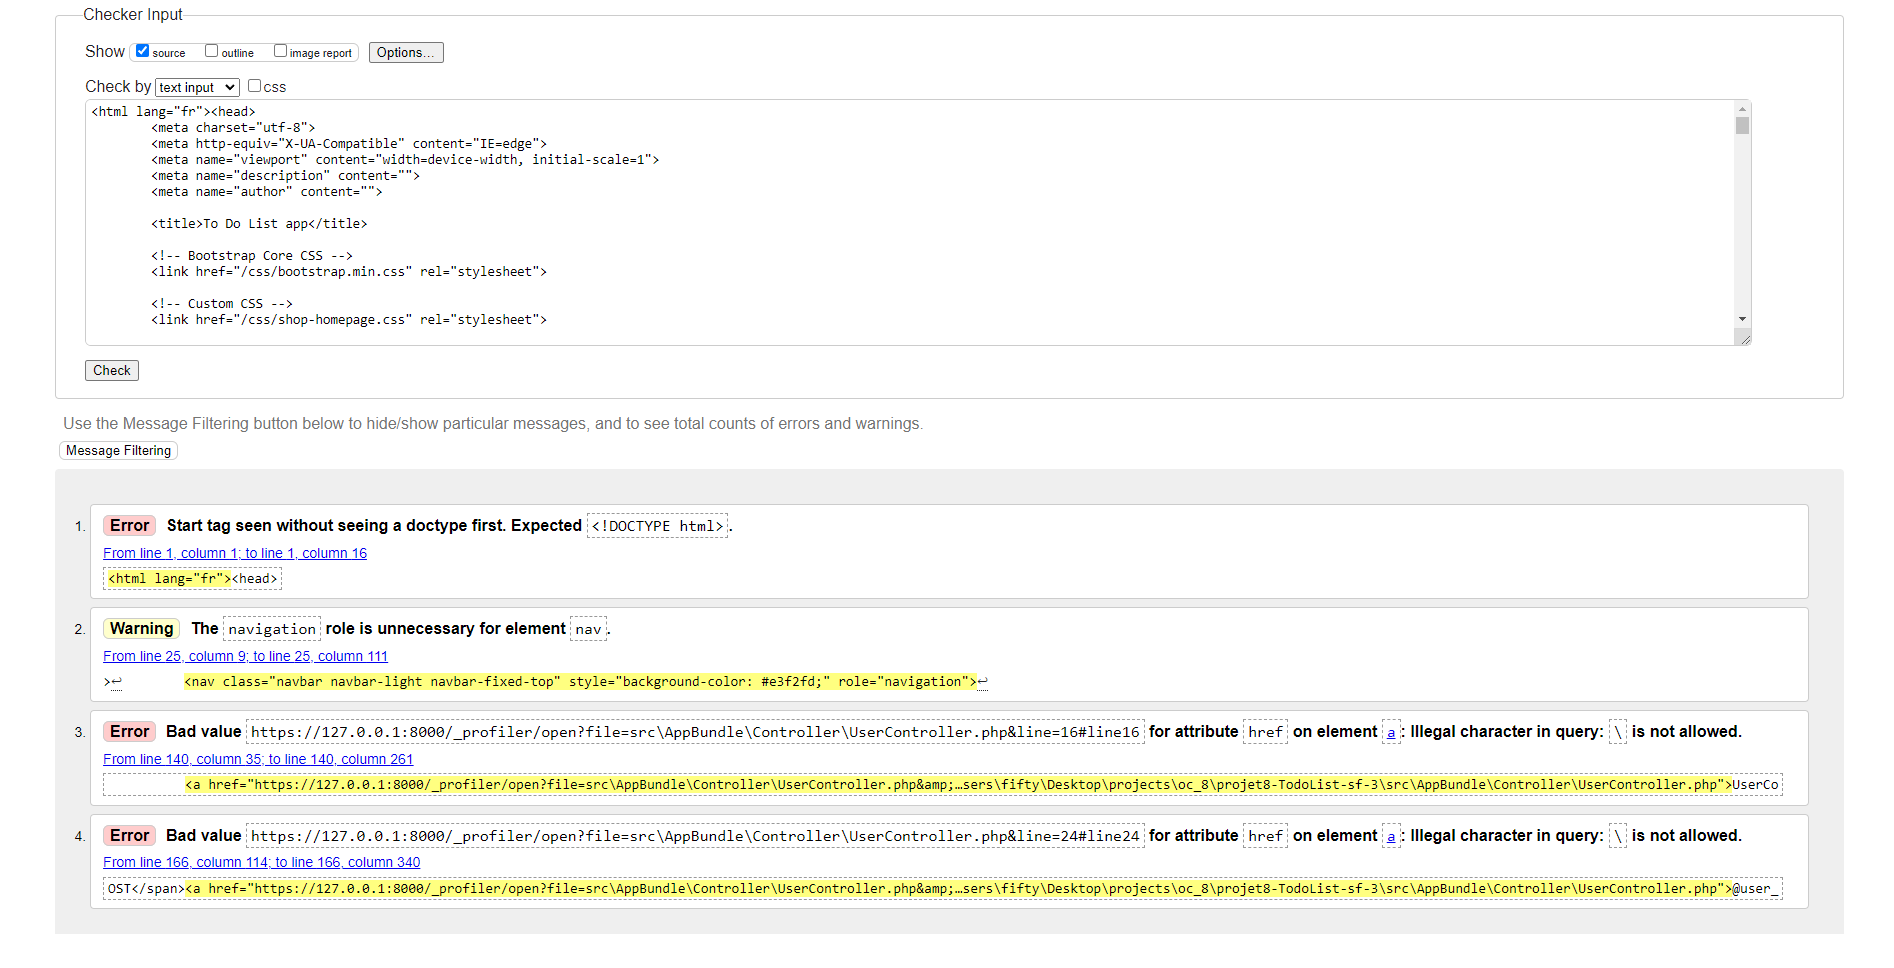 Checker Input
Show source outline image report Options...
Check by text input css
<html lang="fr"><head>
<meta charset="utf-8">
<meta http-equiv="X-UA-Compatible" content="IE=edge">
<meta name="viewport" content="width=device-width, initial-scale=1">
<meta name="description" content="">
<meta name="author" content="">
<title>To Do List app</title>
<!-- Bootstrap Core CSS -->
<link href="/css/bootstrap.min.css" rel="stylesheet">
<!-- Custom CSS -->
<link href="/css/shop-homepage.css" rel="stylesheet">
Check
Use the Message Filtering button below to hide/show particular messages, and to see total counts of errors and warnings.
Message Filtering
1. Error Start tag seen without seeing a doctype first. Expected <!DOCTYPE html>.
From line 1, column 1; to line 1, column 16
<html lang="fr"><head>
2. Warning The navigation role is unnecessary for element nav.
From line 25, column 9; to line 25, column 111
>↩ <nav class="navbar navbar-light navbar-fixed-top" style="background-color: #e3f2fd;" role="navigation">↩
3. Error Bad value https://127.0.0.1:8000/_profiler/open?file=src\AppBundle\Controller\UserController.php&line=16#line16 for attribute href on element a: Illegal character in query: \ is not allowed.
From line 140, column 35; to line 140, column 261
<a href="https://127.0.0.1:8000/_profiler/open?file=src\AppBundle\Controller\UserController.php&amp;…sers\fifty\Desktop\projects\oc_8\projet8-TodoList-sf-3\src\AppBundle\Controller\UserController.php">UserCo
4. Error Bad value https://127.0.0.1:8000/_profiler/open?file=src\AppBundle\Controller\UserController.php&line=24#line24 for attribute href on element a: Illegal character in query: \ is not allowed.
From line 166, column 114; to line 166, column 340
OST</span><a href="https://127.0.0.1:8000/_profiler/open?file=src\AppBundle\Controller\UserController.php&amp;…sers\fifty\Desktop\projects\oc_8\projet8-TodoList-sf-3\src\AppBundle\Controller\UserController.php">@user_